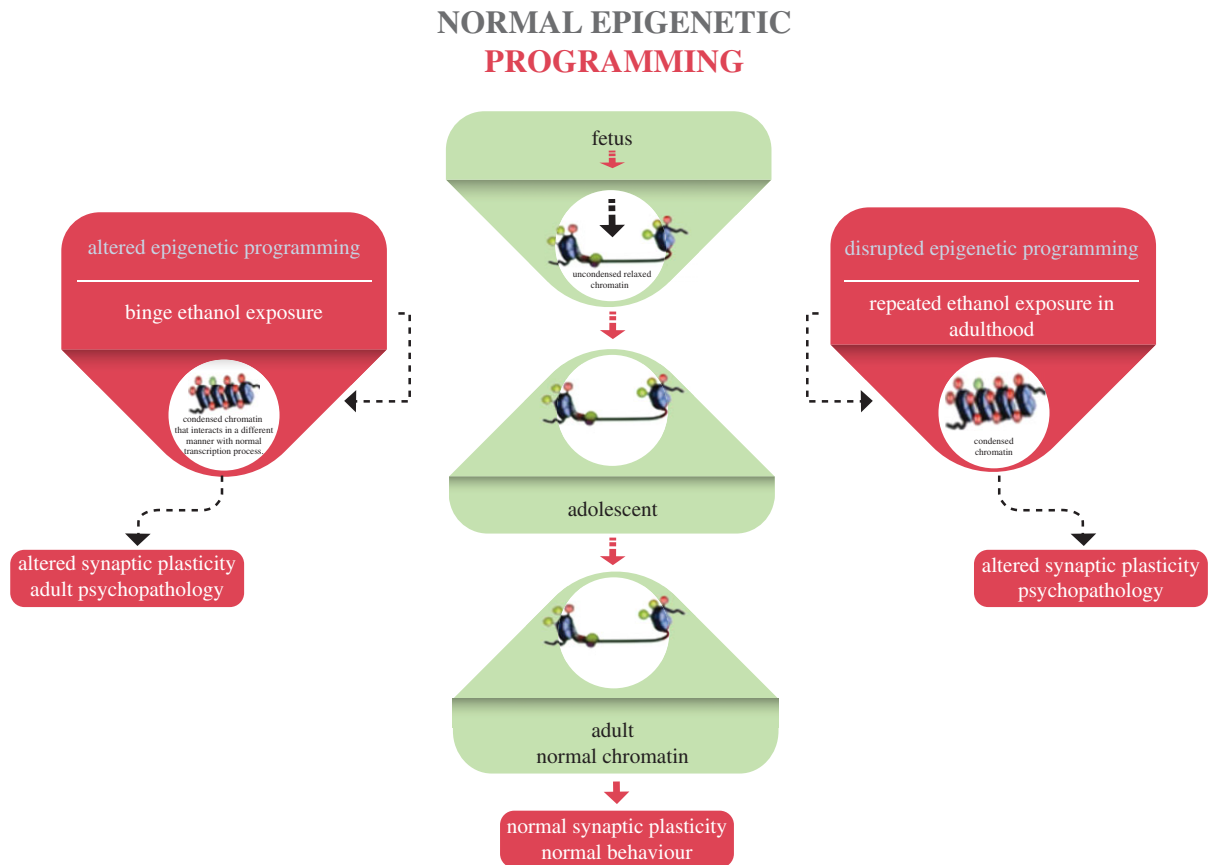 NORMAL EPIGENETIC
PROGRAMMING
fetus
uncondensed relaxed
chromatin
altered epigenetic programming
binge ethanol exposure
condensed chromatin
that interacts in a different
manner with normal
transcription process.
altered synaptic plasticity
adult psychopathology
disrupted epigenetic programming
repeated ethanol exposure in
adulthood
condensed
chromatin
altered synaptic plasticity
psychopathology
adolescent
adult
normal chromatin
normal synaptic plasticity
normal behaviour